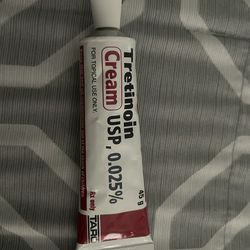 Tretinoin
Cream USP, 0.025%
FOR TOPICAL USE ONLY.
45 g
Rx only
TARO